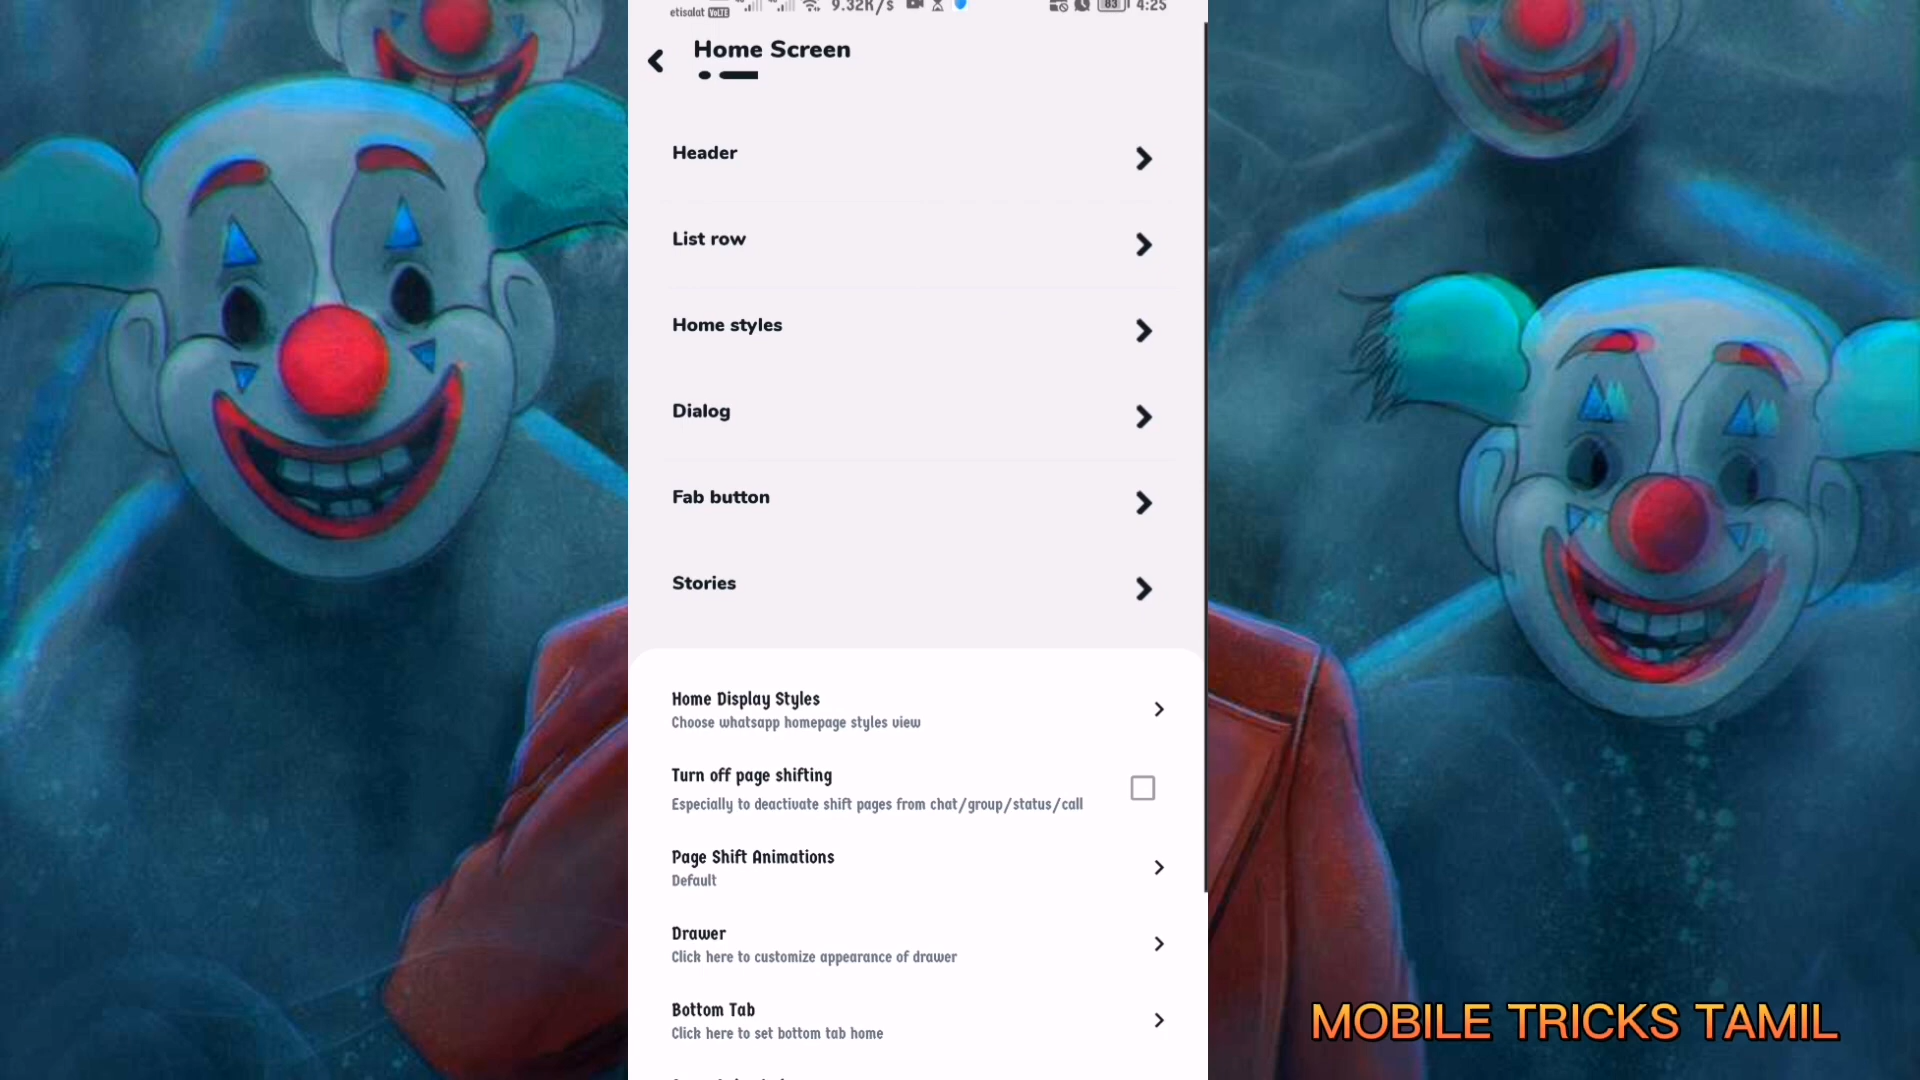 etisalat VoLTE 9.32K/s 83 4:25
Home Screen
Header
List row
Home styles
Dialog
Fab button
Stories
Home Display Styles
Choose whatsapp homepage styles view
Turn off page shifting
Especially to deactivate shift pages from chat/group/status/call
Page Shift Animations
Default
Drawer
Click here to customize appearance of drawer
Bottom Tab
Click here to set bottom tab home
MOBILE TRICKS TAMIL